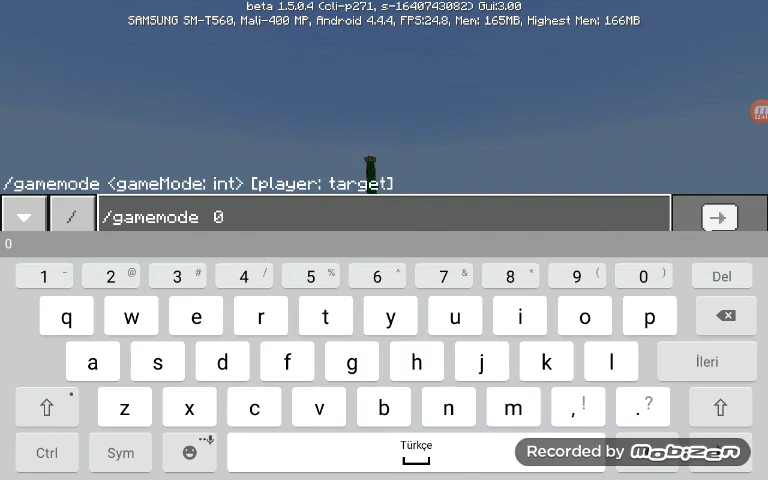 beta 1.5.0.4 (cli-p271, s-1640743082) Gui:3.00
SAMSUNG SM-T560, Mali-400 MP, Android 4.4.4, FPS:24.8, Mem: 165MB, Highest Mem: 166MB
/gamemode <gameMode: int> [player: target]
/ /gamemode 0
0
1 - 2 @ 3 # 4 / 5 % 6 ^ 7 & 8 * 9 ( 0 ) Del
q w e r t y u i o p
a s d f g h j k l İleri
z x c v b n m , ! . ?
Ctrl Sym Türkçe
Recorded by Mobizen